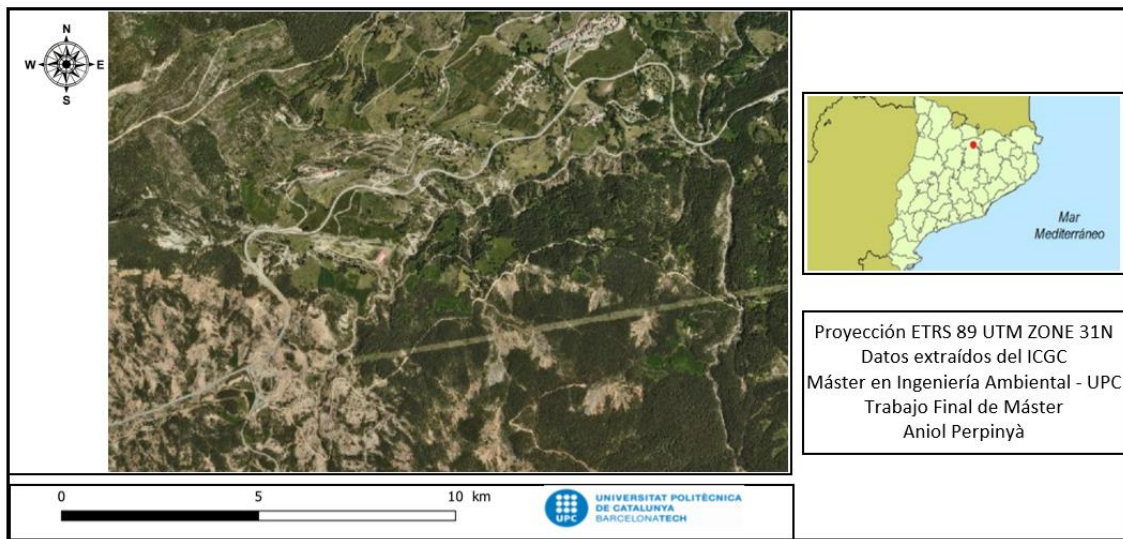 N
W E
S
Mar
Mediterráneo
Proyección ETRS 89 UTM ZONE 31N
Datos extraídos del ICGC
Máster en Ingeniería Ambiental - UPC
Trabajo Final de Máster
Aniol Perpinyà
0 5 10 km
UPC
UNIVERSITAT POLITÈCNICA
DE CATALUNYA
BARCELONATECH